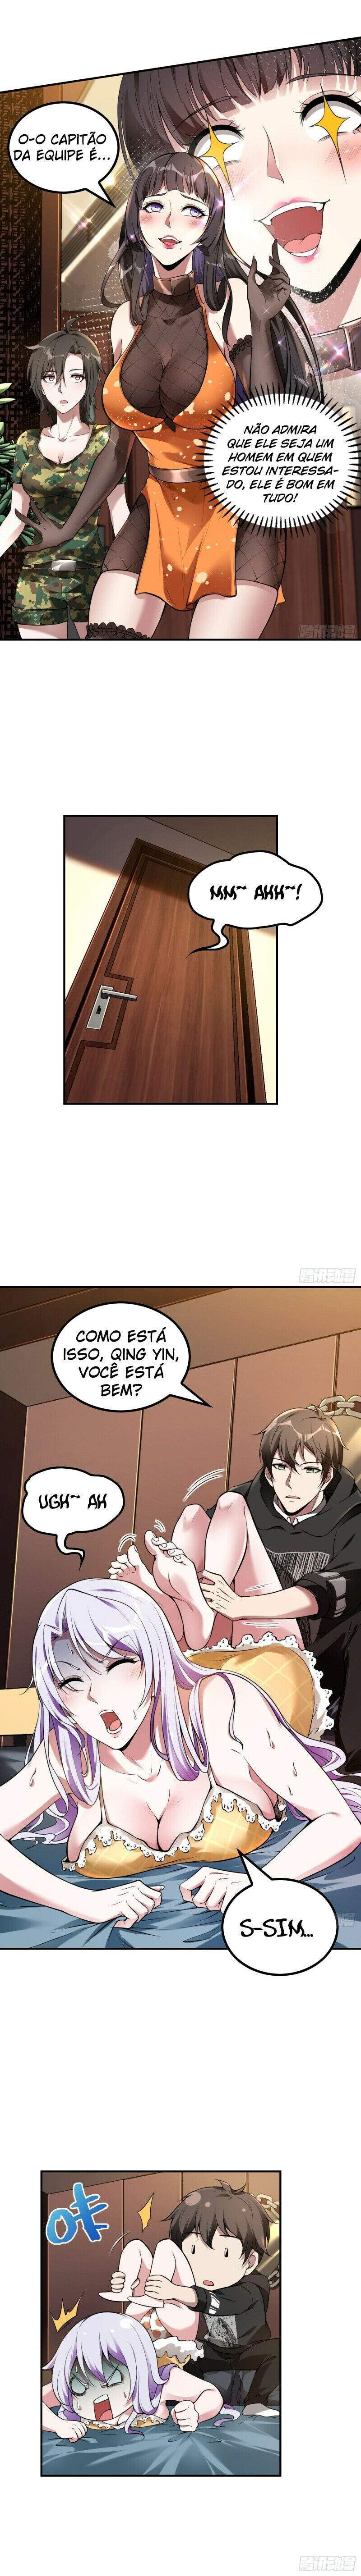 O-O CAPITÃO
DA EQUIPE É...
NÃO ADMIRA
QUE ELE SEJA UM
HOMEM EM QUEM
ESTOU INTERESSA-
DO, ELE É BOM EM
TUDO!
MM~ AHH~!
COMO ESTÁ
ISSO, QING YIN,
VOCÊ ESTÁ
BEM?
UGH~ AH
S-SIM...